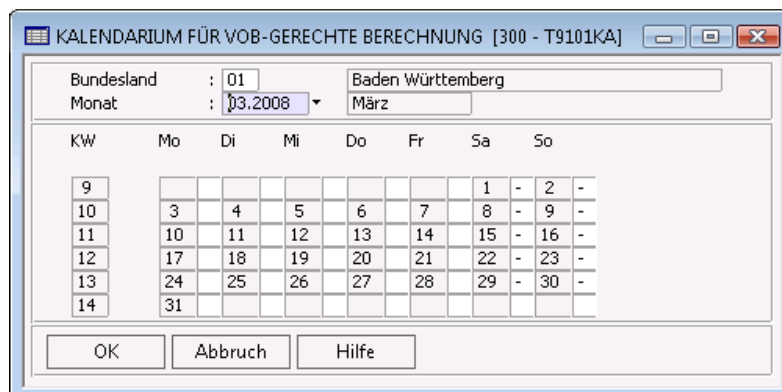 KALENDARIUM FÜR VOB-GERECHTE BERECHNUNG [300 - T9101KA]
Bundesland : 01 Baden Württemberg
Monat : 03.2008 März
KW Mo Di Mi Do Fr Sa So
9 1 - 2 -
10 3 4 5 6 7 8 - 9 -
11 10 11 12 13 14 15 - 16 -
12 17 18 19 20 21 22 - 23 -
13 24 25 26 27 28 29 - 30 -
14 31
OK Abbruch Hilfe